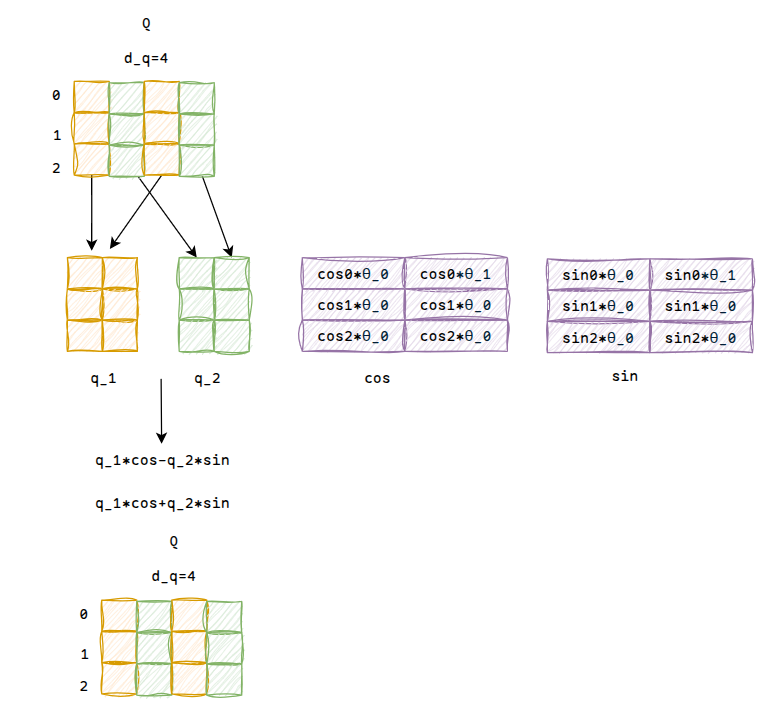 Q
d_q=4
0
1
2
cos0*θ_0 cos0*θ_1 sin0*θ_0 sin0*θ_1
cos1*θ_0 cos1*θ_0 sin1*θ_0 sin1*θ_0
cos2*θ_0 cos2*θ_0 sin2*θ_0 sin2*θ_0
q_1 q_2 cos sin
q_1*cos-q_2*sin
q_1*cos+q_2*sin
Q
d_q=4
0
1
2